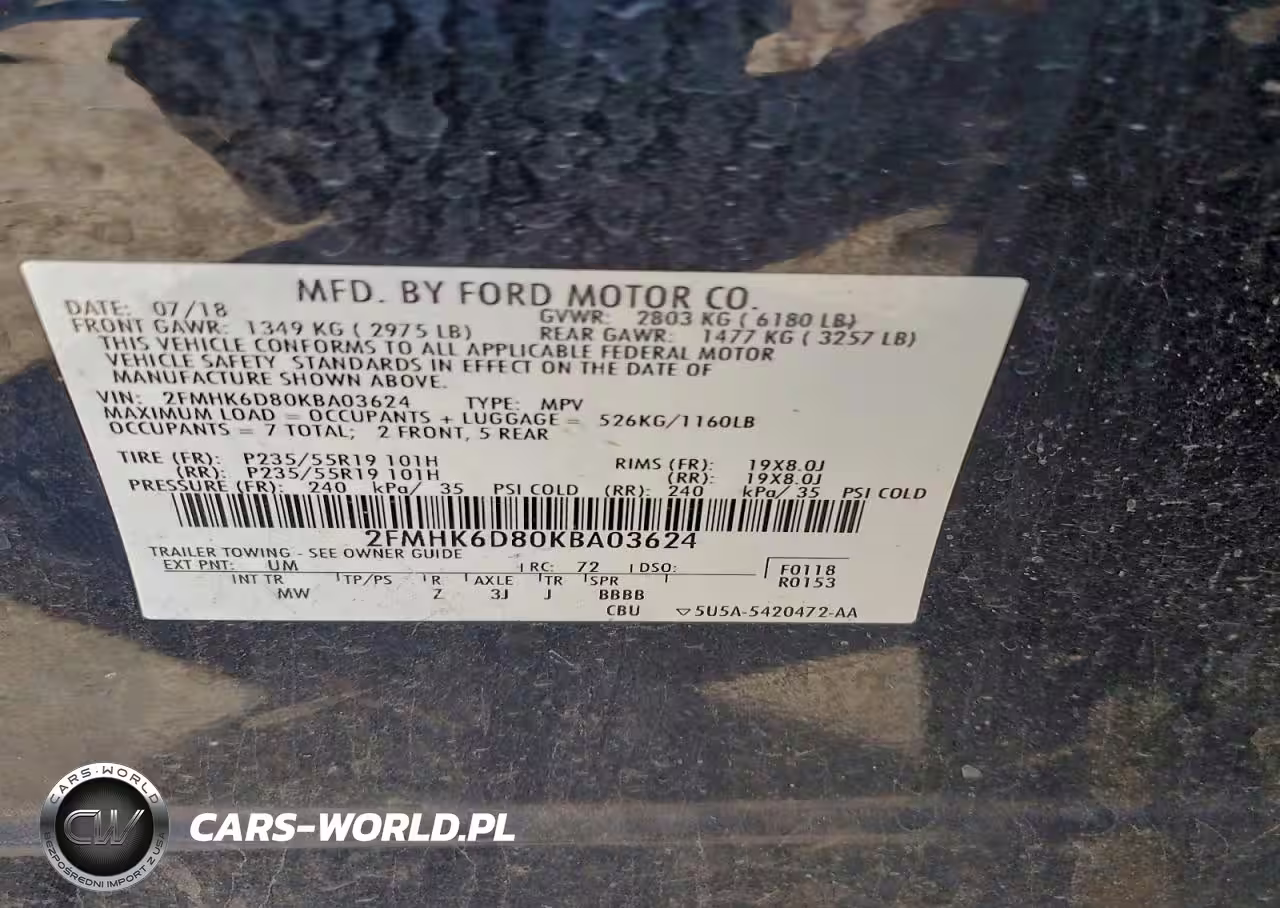 MFD. BY FORD MOTOR CO.
DATE: 07/18 GVWR: 2803 KG ( 6180 LB)
FRONT GAWR: 1349 KG ( 2975 LB) REAR GAWR: 1477 KG ( 3257 LB)
THIS VEHICLE CONFORMS TO ALL APPLICABLE FEDERAL MOTOR
VEHICLE SAFETY STANDARDS IN EFFECT ON THE DATE OF
MANUFACTURE SHOWN ABOVE.
VIN: 2FMHK6D80KBA03624 TYPE: MPV
MAXIMUM LOAD = OCCUPANTS + LUGGAGE = 526KG/1160LB
OCCUPANTS = 7 TOTAL; 2 FRONT, 5 REAR
TIRE (FR): P235/55R19 101H RIMS (FR): 19X8.0J
(RR): P235/55R19 101H (RR): 19X8.0J
PRESSURE (FR): 240 kPa/ 35 PSI COLD (RR): 240 kPa/ 35 PSI COLD
2FMHK6D80KBA03624
TRAILER TOWING - SEE OWNER GUIDE
EXT PNT: UM RC: 72 DSO: F0118
INT TR TP/PS R AXLE TR SPR R0153
MW Z 3J J BBBB
CBU ▽5U5A-5420472-AA
CARS-WORLD
CW
BEZPOŚREDNI IMPORT Z USA
CARS-WORLD.PL